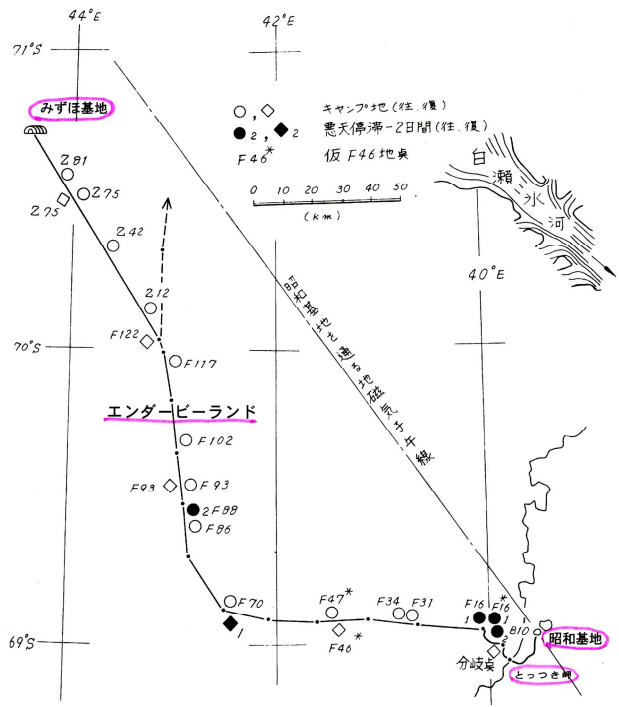 44°E
42°E
71°S
みずほ基地
○,◇ キャンプ地(往.復)
●2,◆2 悪天停滞-2日間(往.復)
F46* 仮F46地点
0 10 20 30 40 50
(km)
白瀬氷河
Z81
Z75
Z75
Z42
40°E
昭和基地を通る地磁気子午線
Z12
F122
70°S
F117
エンダービーランド
F102
F93
F93
2F88
F86
F70
F47*
F34
F31
F16
F16*
1
1
810
2
1
F46*
69°S
昭和基地
分岐点
とっつき岬